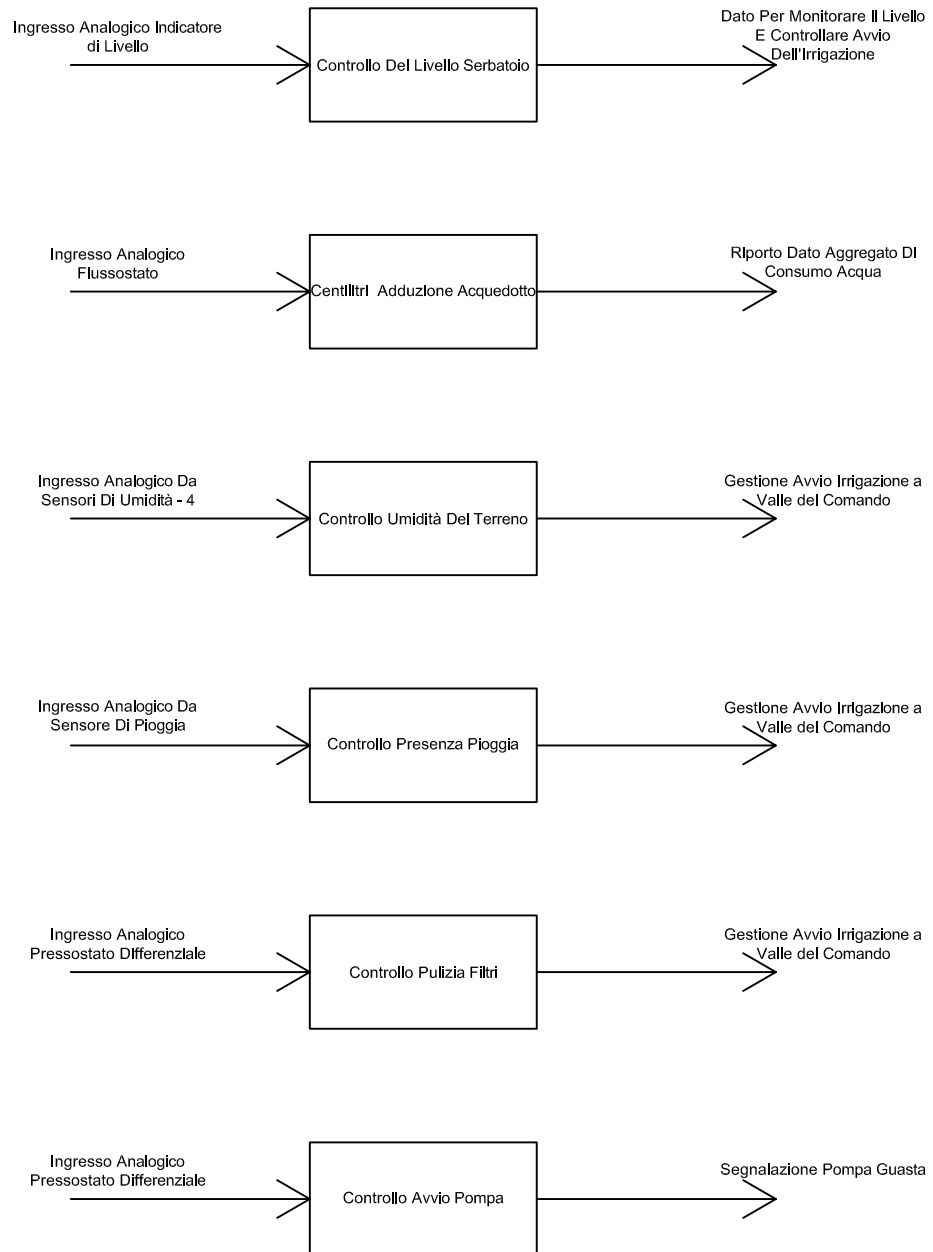 Ingresso Analogico Indicatore
di Livello
Controllo Del Livello Serbatoio
Dato Per Monitorare Il Livello
E Controllare Avvio
Dell'Irrigazione
Ingresso Analogico
Flussostato
Centilitri Adduzione Acquedotto
Riporto Dato Aggregato Di
Consumo Acqua
Ingresso Analogico Da
Sensori Di Umidità - 4
Controllo Umidità Del Terreno
Gestione Avvio Irrigazione a
Valle del Comando
Ingresso Analogico Da
Sensore Di Pioggia
Controllo Presenza Pioggia
Gestione Avvio Irrigazione a
Valle del Comando
Ingresso Analogico
Pressostato Differenziale
Controllo Pulizia Filtri
Gestione Avvio Irrigazione a
Valle del Comando
Ingresso Analogico
Pressostato Differenziale
Controllo Avvio Pompa
Segnalazione Pompa Guasta